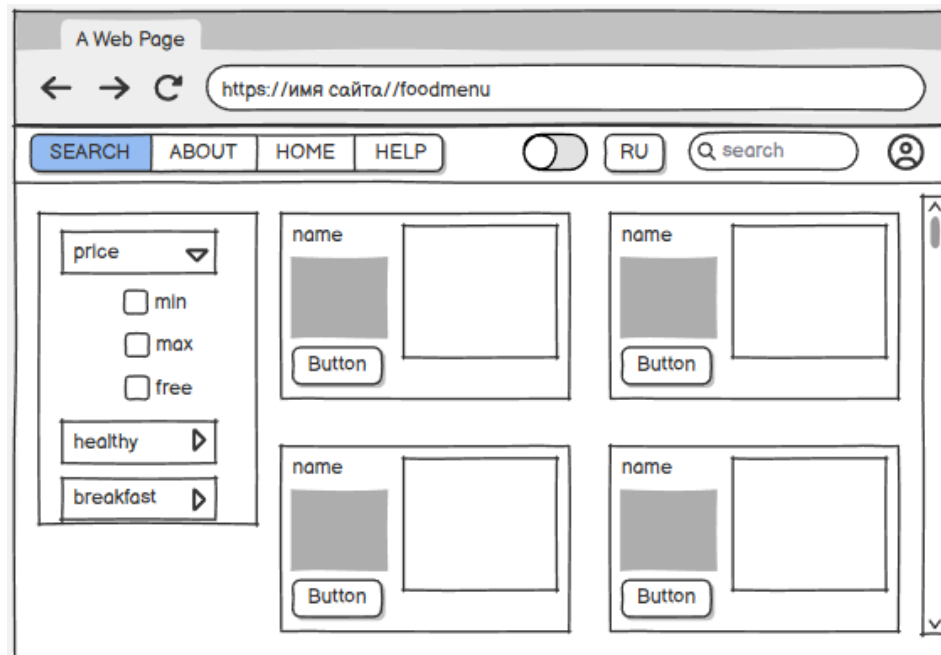 A Web Page
https://имя сайта//foodmenu
SEARCH ABOUT HOME HELP RU search
price
min
max
free
healthy
breakfast
name name
Button Button
name name
Button Button